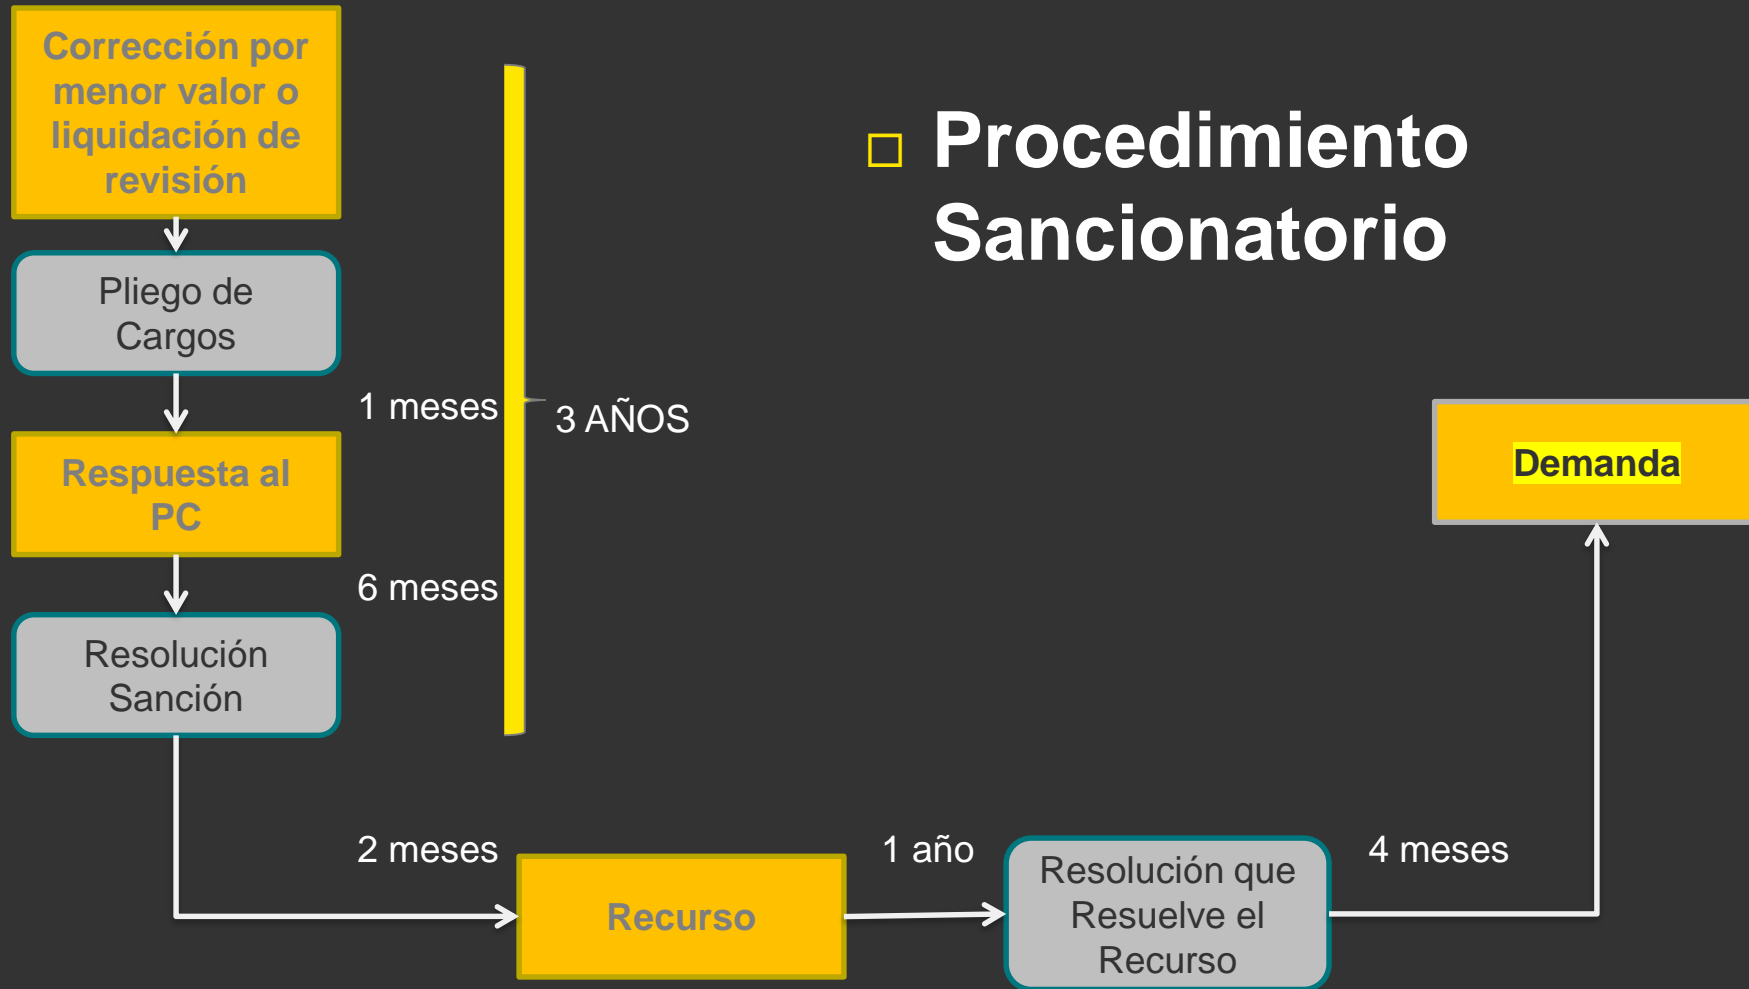 Corrección por
menor valor o
liquidación de
revisión
Procedimiento
Sancionatorio
Pliego de
Cargos
1 meses
3 AÑOS
Respuesta al
PC
Demanda
6 meses
Resolución
Sanción
2 meses
Recurso
1 año
Resolución que
Resuelve el
Recurso
4 meses